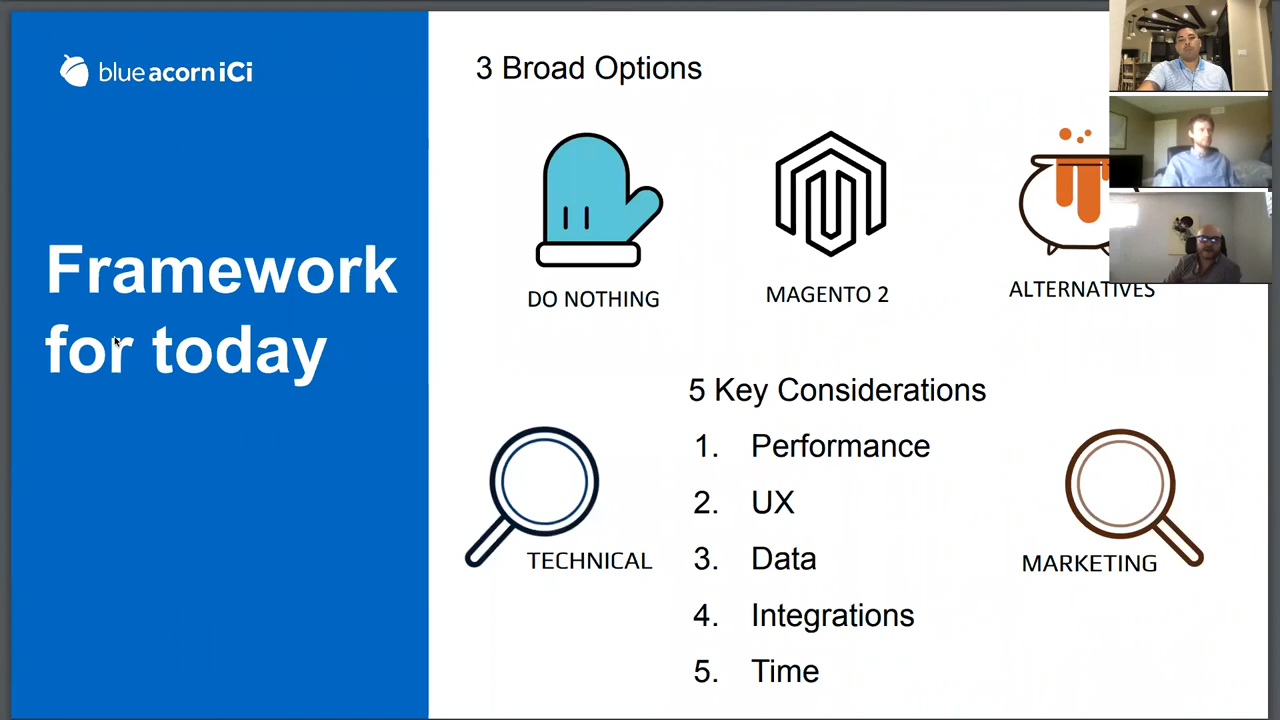 blue acorn iCi
Framework
for today
3 Broad Options
DO NOTHING
MAGENTO 2
ALTERNATIVES
5 Key Considerations
1. Performance
2. UX
3. Data
4. Integrations
5. Time
TECHNICAL
MARKETING